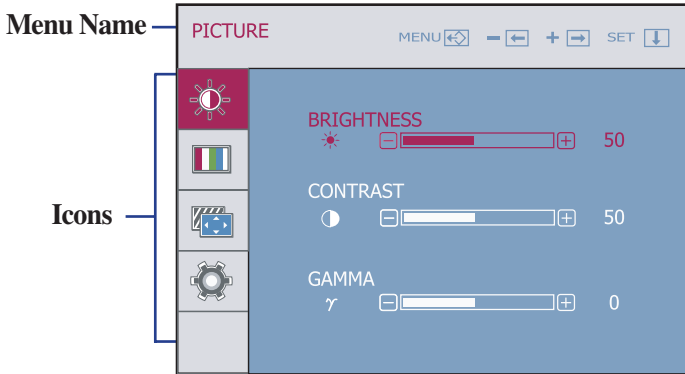 Menu Name
PICTURE MENU - + SET
BRIGHTNESS
- + 50
Icons
CONTRAST
- + 50
GAMMA
γ - + 0